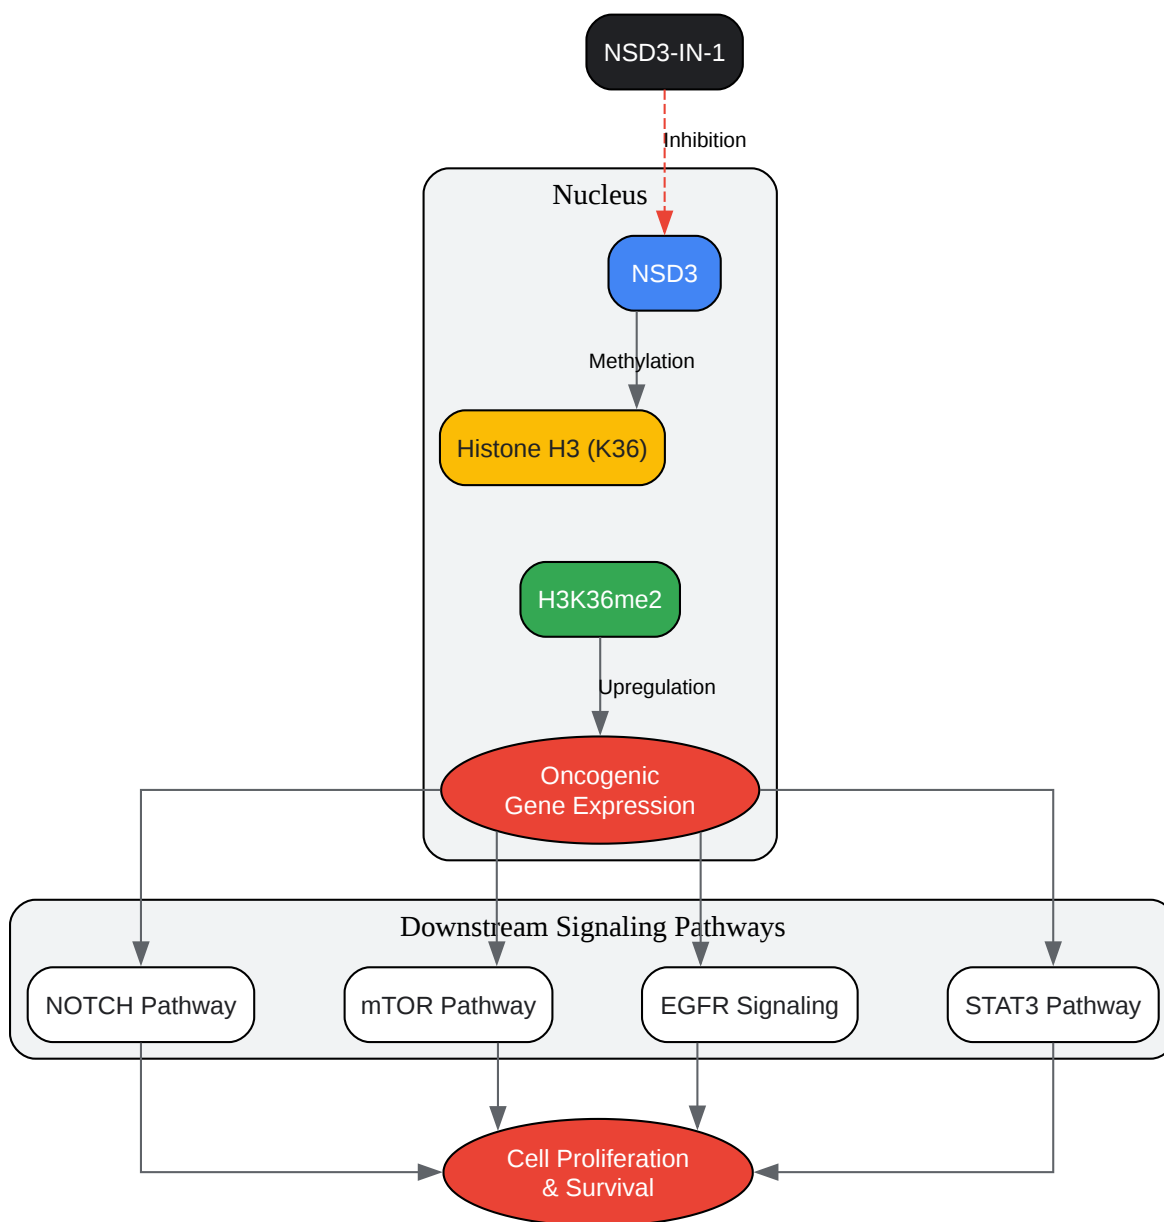 NSD3-IN-1
Inhibition
Nucleus
NSD3
Methylation
Histone H3 (K36)
H3K36me2
Upregulation
Oncogenic
Gene Expression
Downstream Signaling Pathways
NOTCH Pathway
mTOR Pathway
EGFR Signaling
STAT3 Pathway
Cell Proliferation
& Survival